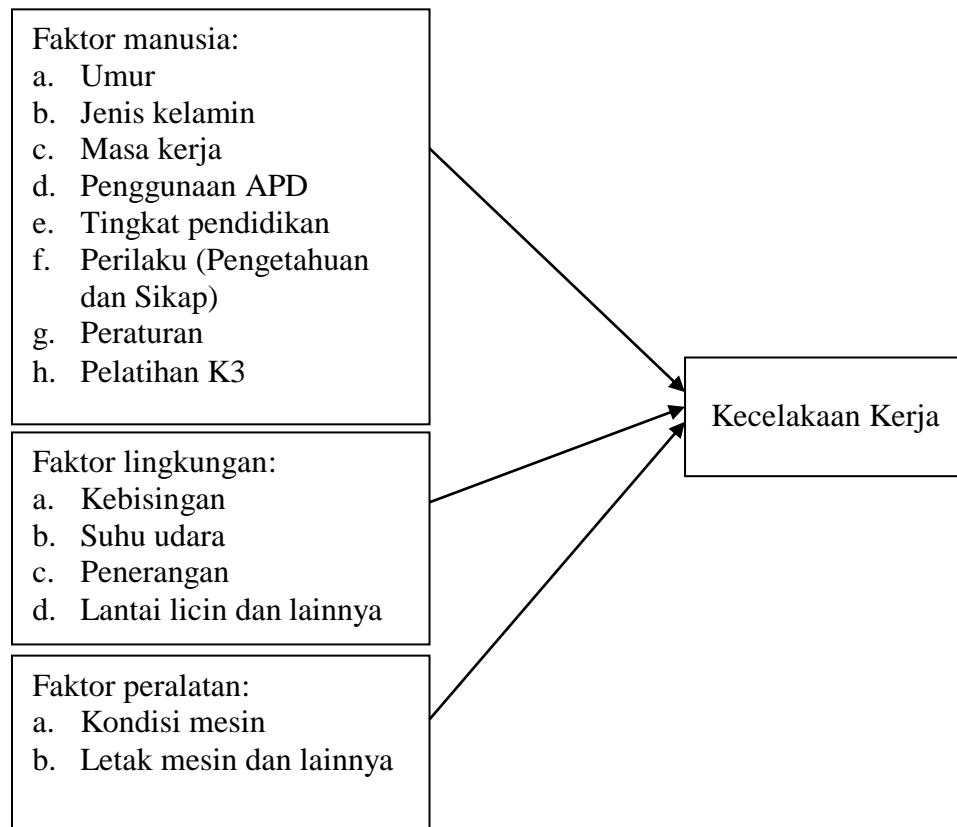 Faktor manusia:
a. Umur
b. Jenis kelamin
c. Masa kerja
d. Penggunaan APD
e. Tingkat pendidikan
f. Perilaku (Pengetahuan
dan Sikap)
g. Peraturan
h. Pelatihan K3
Faktor lingkungan:
a. Kebisingan
b. Suhu udara
c. Penerangan
d. Lantai licin dan lainnya
Faktor peralatan:
a. Kondisi mesin
b. Letak mesin dan lainnya
Kecelakaan Kerja